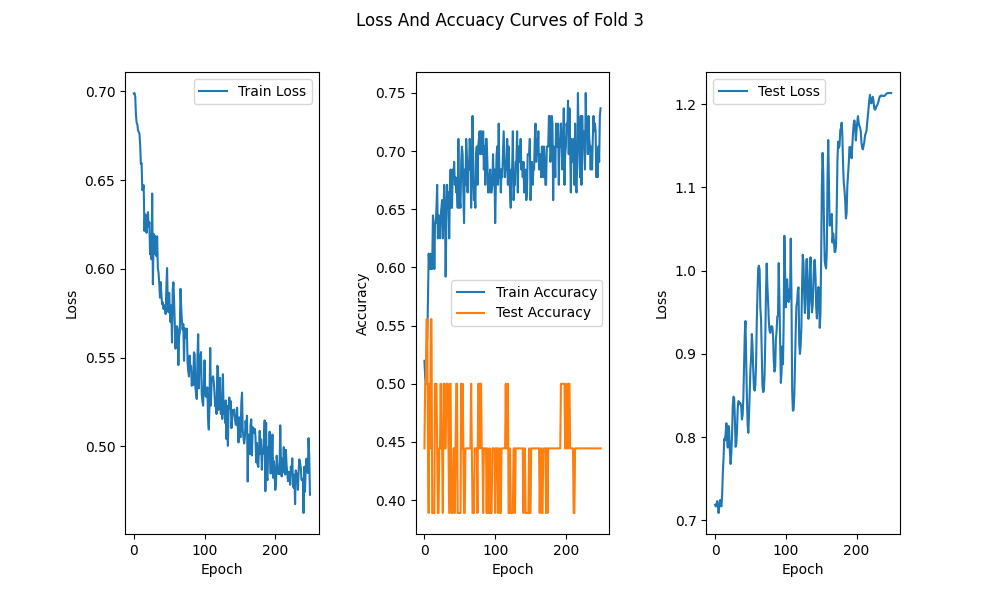 Loss And Accuacy Curves of Fold 3
0.70
0.65
0.60
0.55
0.50
0
100
200
Loss
Epoch
Train Loss
0.75
0.70
0.65
0.60
0.55
0.50
0.45
0.40
0
100
200
Accuracy
Epoch
Train Accuracy
Test Accuracy
1.2
1.1
1.0
0.9
0.8
0.7
0
100
200
Loss
Epoch
Test Loss